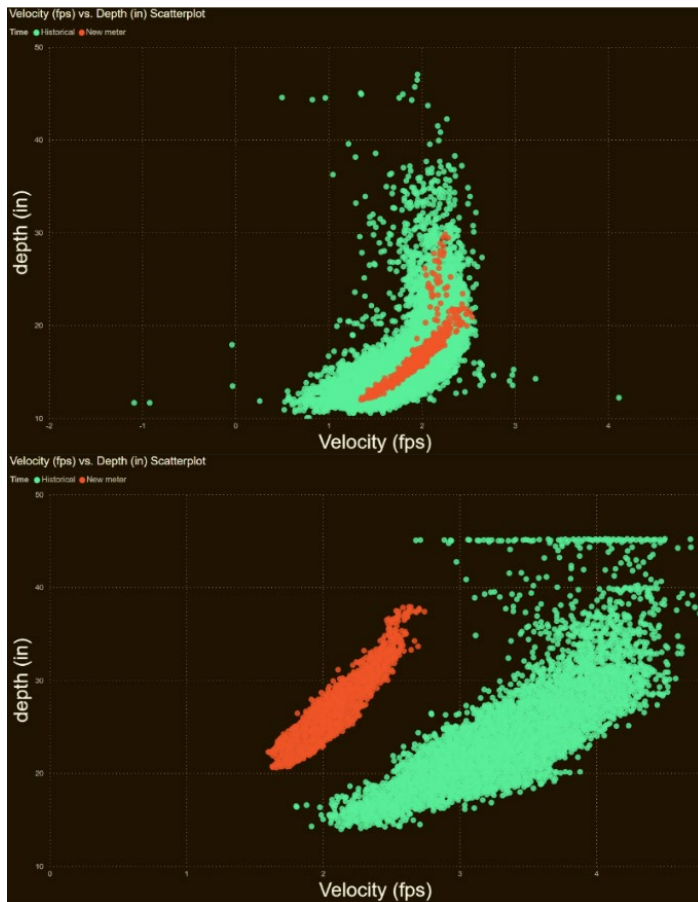 Velocity (fps) vs. Depth (in) Scatterplot
Time Historical New meter
50
40
30
20
10
depth (in)
-2 -1 0 1 2 3 4
Velocity (fps)
Velocity (fps) vs. Depth (in) Scatterplot
Time Historical New meter
50
40
30
20
10
depth (in)
0 1 2 3 4
Velocity (fps)